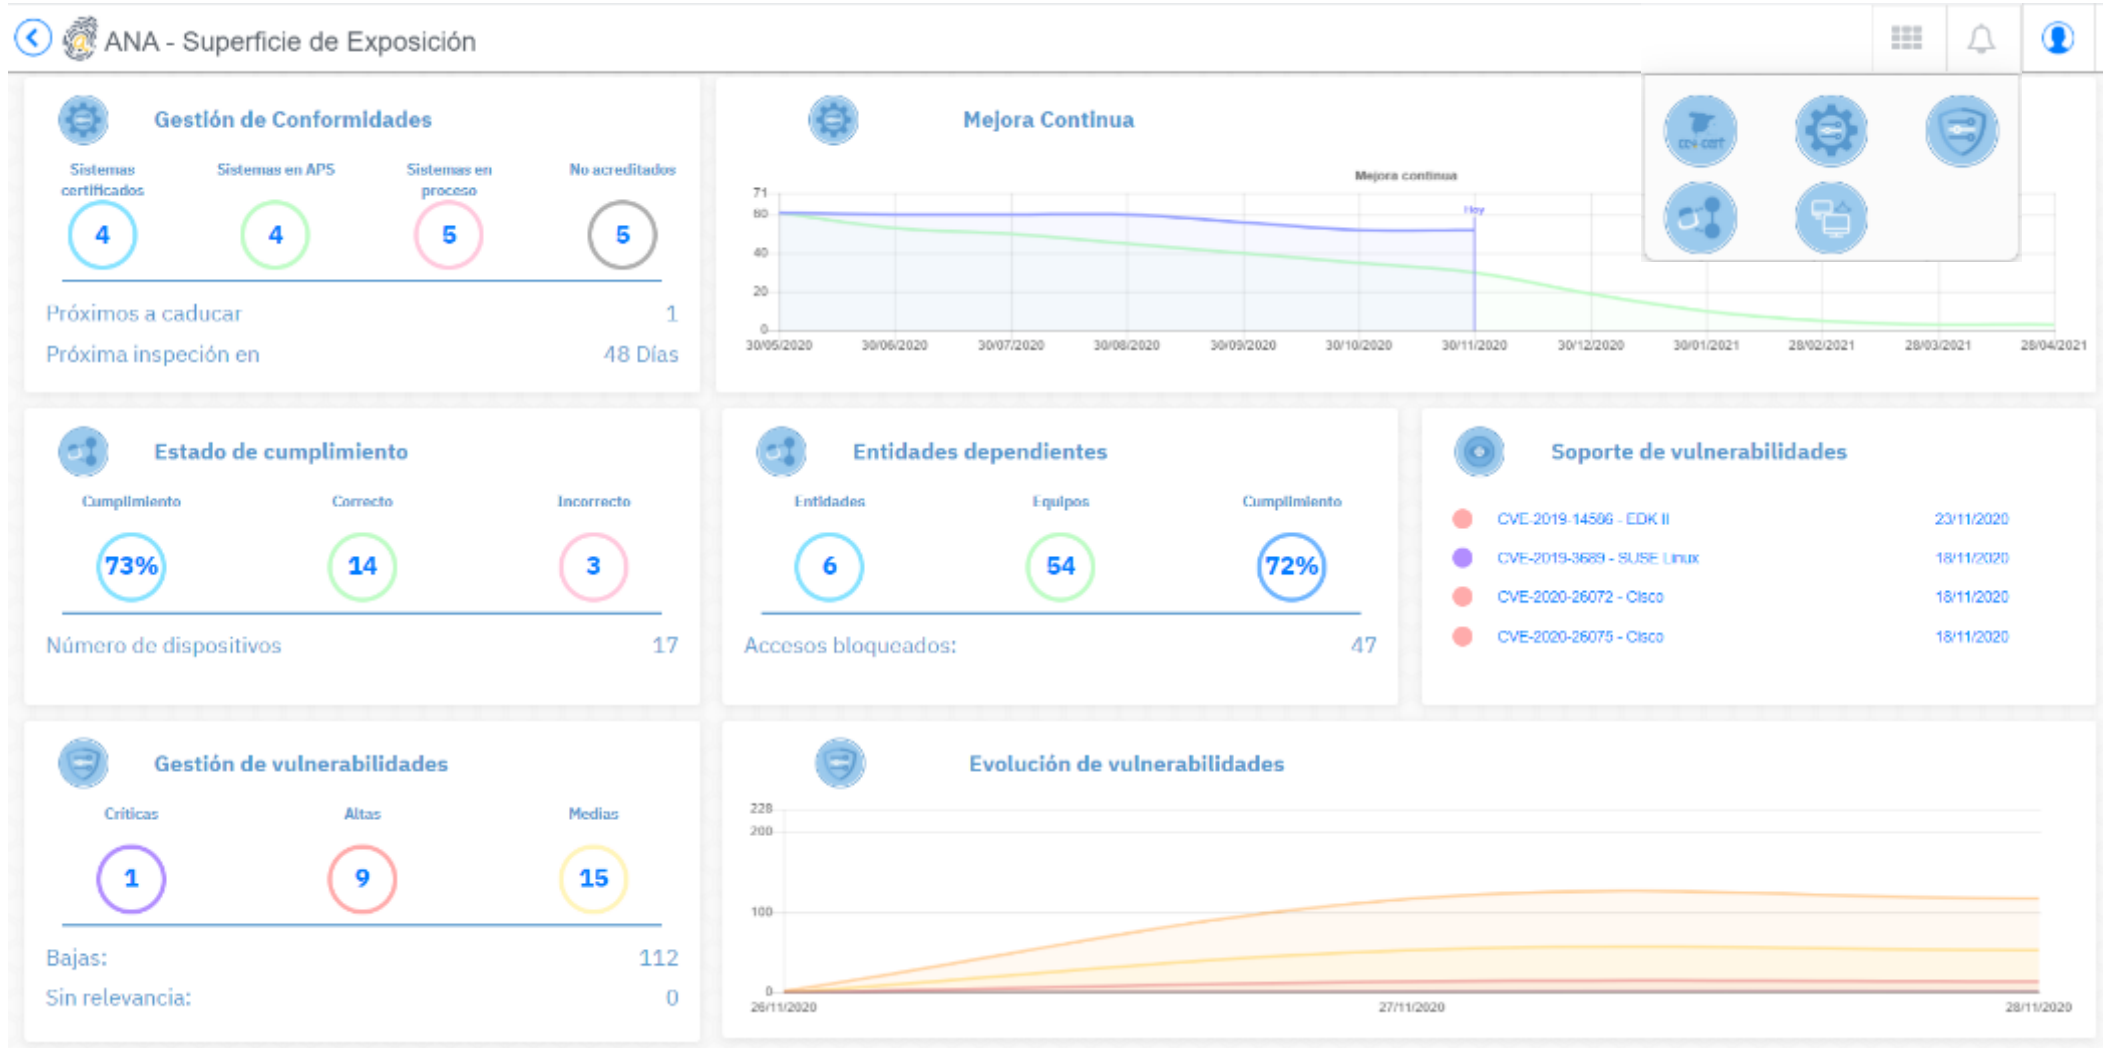 ANA - Superficie de Exposición
Gestión de Conformidades
Sistemas certificados
Sistemas en APS
Sistemas en proceso
No acreditados
4
4
5
5
Próximos a caducar 1
Próxima inspeción en 48 Días
Mejora Continua
Mejora continua
Hoy
71
60
40
20
0
30/05/2020 30/06/2020 30/07/2020 30/08/2020 30/09/2020 30/10/2020 30/11/2020 30/12/2020 30/01/2021 28/02/2021 28/03/2021 28/04/2021
ccn-cert
Estado de cumplimiento
Cumplimiento Correcto Incorrecto
73% 14 3
Número de dispositivos 17
Entidades dependientes
Entidades Equipos Cumplimiento
6 54 72%
Accesos bloqueados: 47
Soporte de vulnerabilidades
CVE-2019-14586 - EDK II 23/11/2020
CVE-2019-3689 - SUSE Linux 18/11/2020
CVE-2020-26072 - Cisco 18/11/2020
CVE-2020-26075 - Cisco 18/11/2020
Gestión de vulnerabilidades
Críticas Altas Medias
1 9 15
Bajas: 112
Sin relevancia: 0
Evolución de vulnerabilidades
228
200
100
0
26/11/2020 27/11/2020 28/11/2020